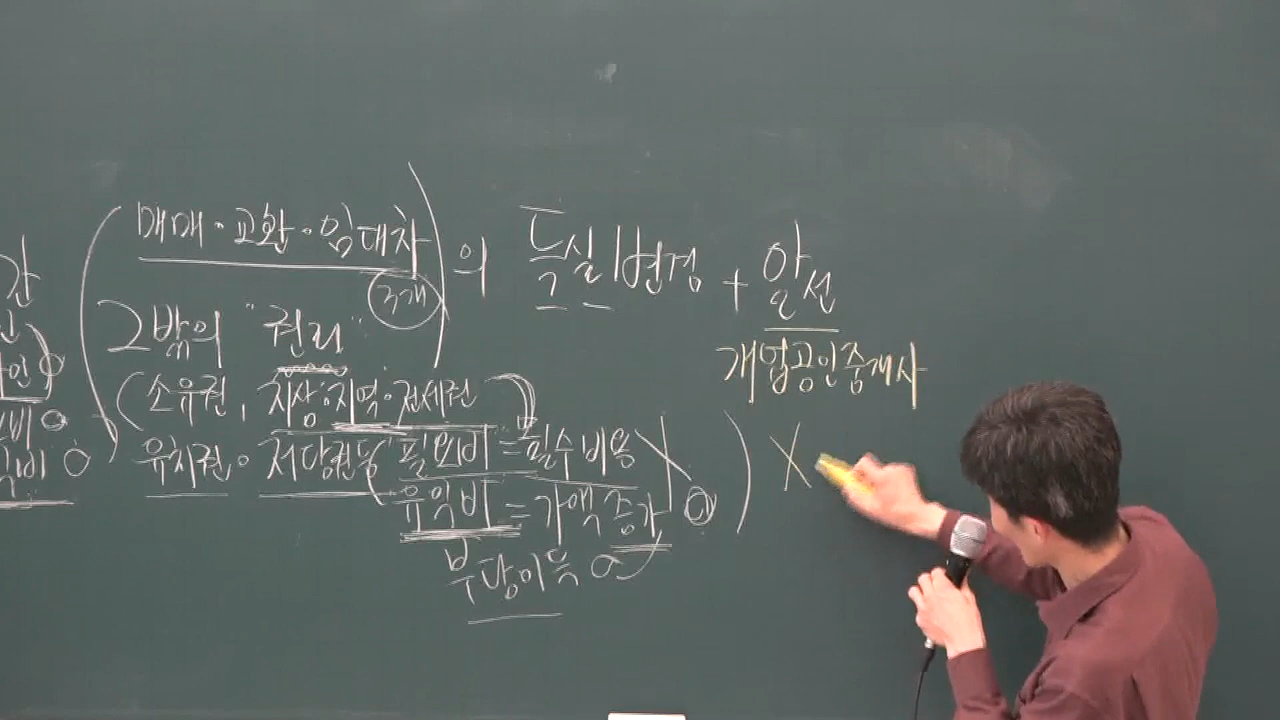 간
(매매·교환·임대차)의 득실변경 + 알선
3개
그 밖의 "권리"
개업공인중개사
(소유권, 지상·지역·전세권)
유치권· 저당권등 (필요비 = 필수비용
유익비 = 가액증가
부당이득